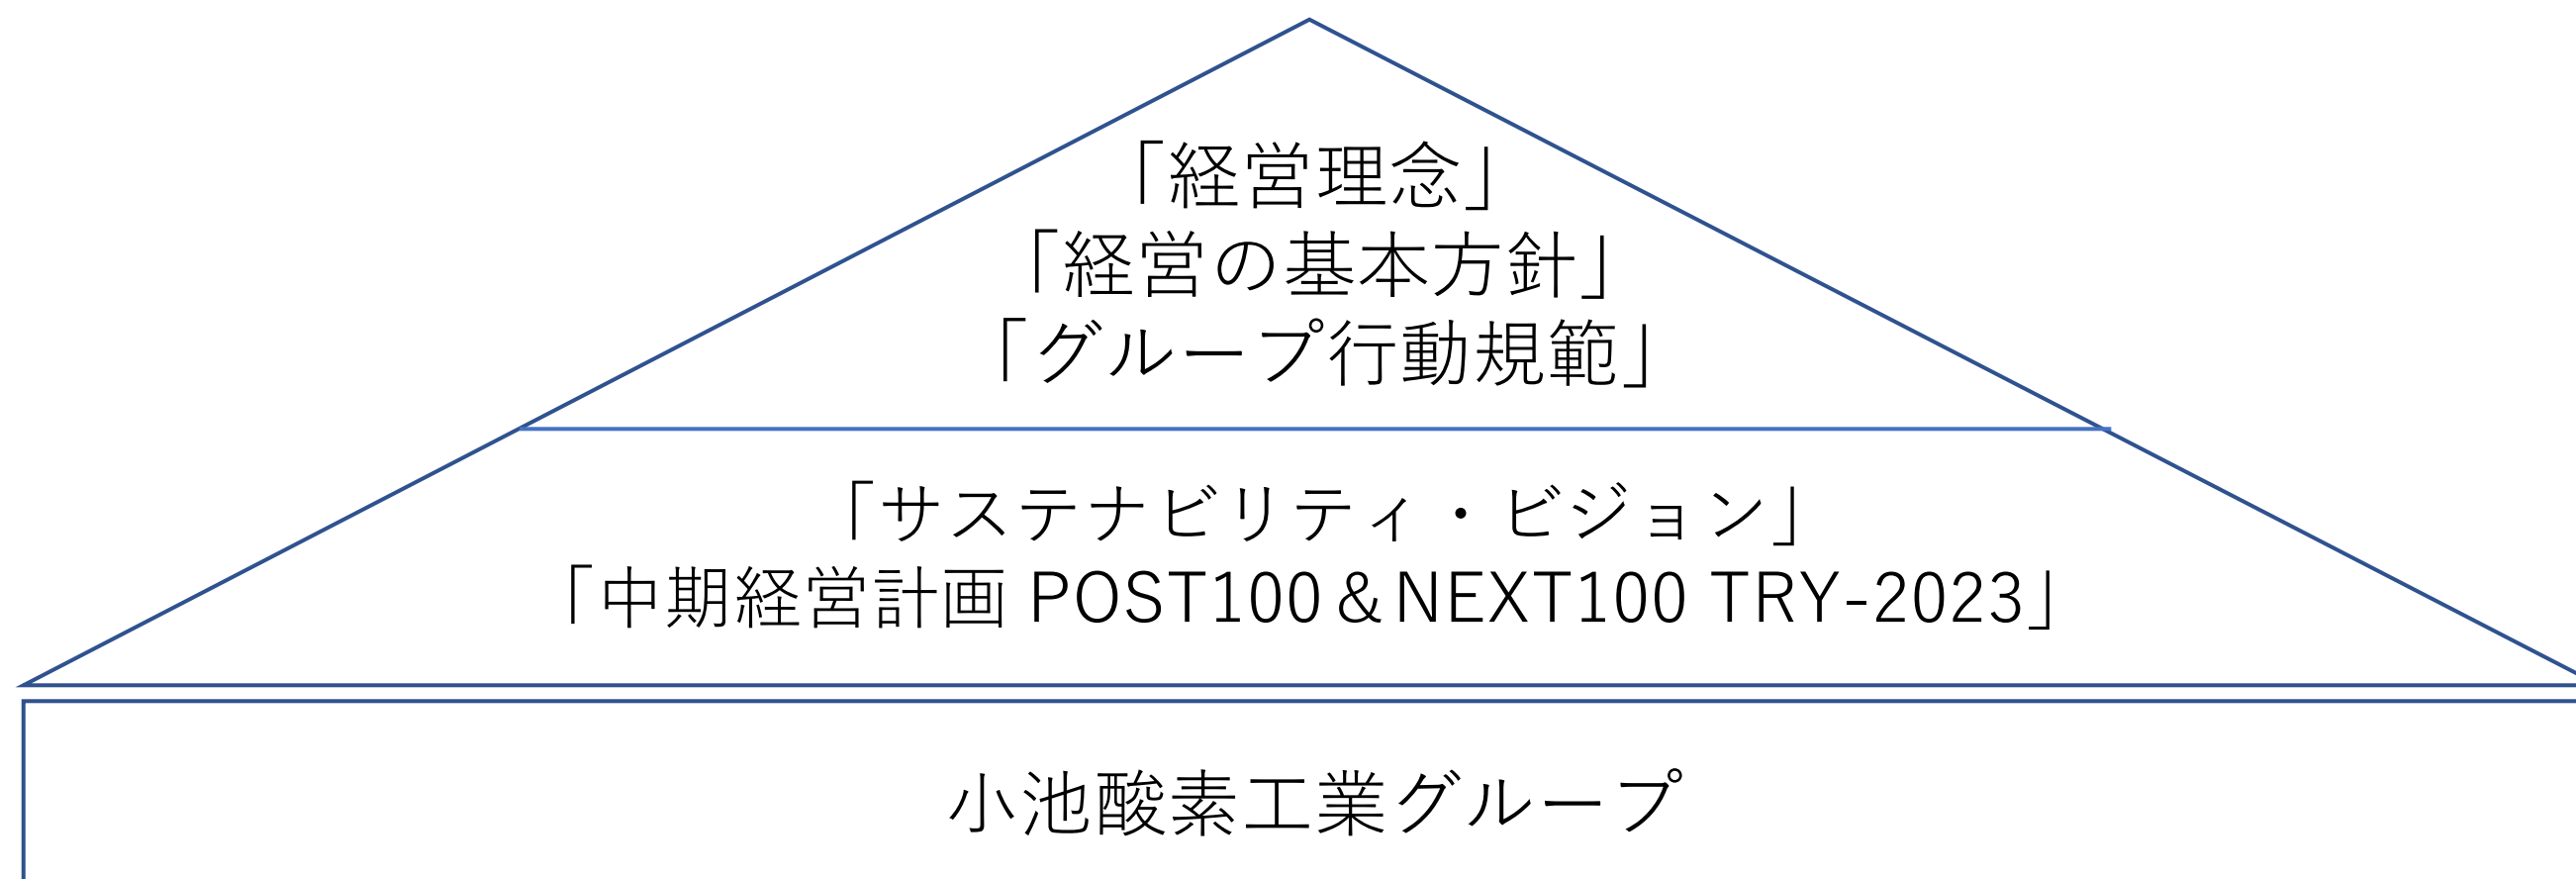 「経営理念」
「経営の基本方針」
「グループ行動規範」
「サステナビリティ・ビジョン」
「中期経営計画 POST100＆NEXT100 TRY-2023」
小池酸素工業グループ